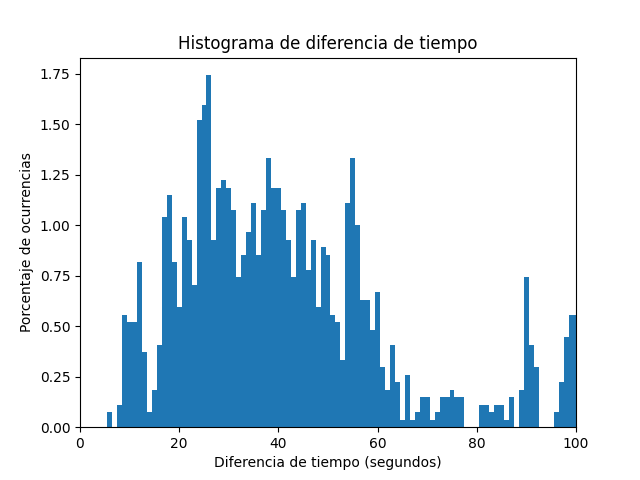 Histograma de diferencia de tiempo
Porcentaje de ocurrencias
1.75
1.50
1.25
1.00
0.75
0.50
0.25
0.00
0 20 40 60 80 100
Diferencia de tiempo (segundos)